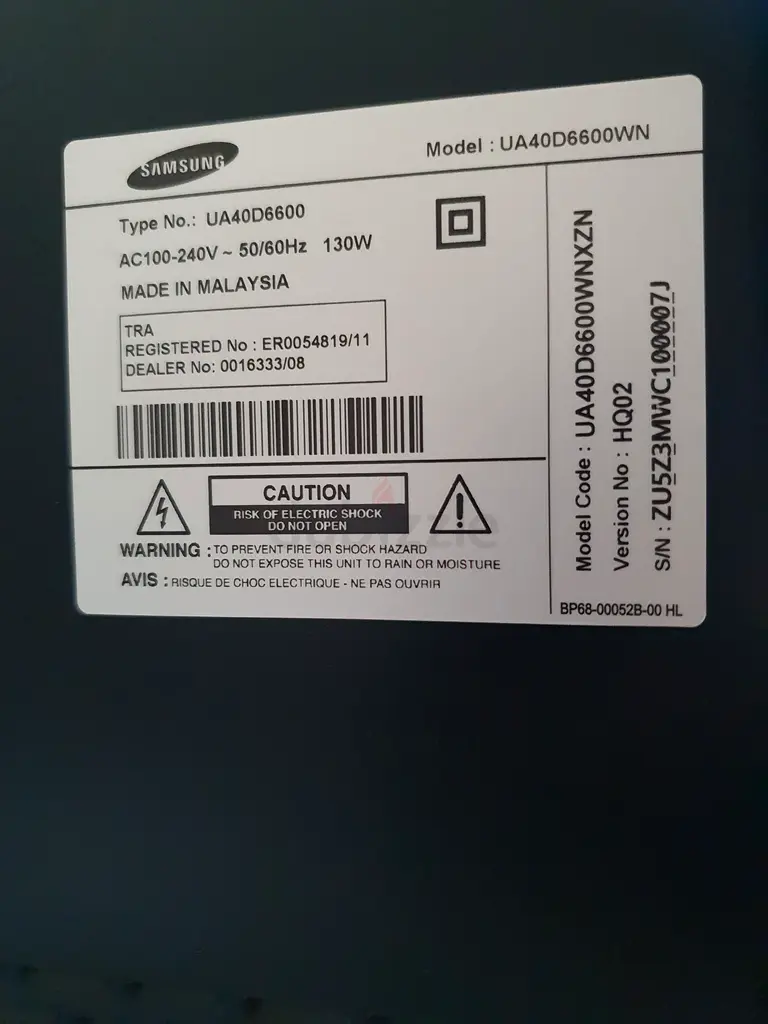 SAMSUNG
Model : UA40D6600WN
Type No.: UA40D6600
AC100-240V ~ 50/60Hz 130W
MADE IN MALAYSIA
TRA
REGISTERED No : ER0054819/11
DEALER No: 0016333/08
CAUTION
RISK OF ELECTRIC SHOCK
DO NOT OPEN
WARNING : TO PREVENT FIRE OR SHOCK HAZARD
DO NOT EXPOSE THIS UNIT TO RAIN OR MOISTURE
AVIS : RISQUE DE CHOC ELECTRIQUE - NE PAS OUVRIR
Model Code : UA40D6600WNXZN
Version No : HQ02
S/N : ZU5Z3MWC100007J
BP68-00052B-00 HL
dubizzle